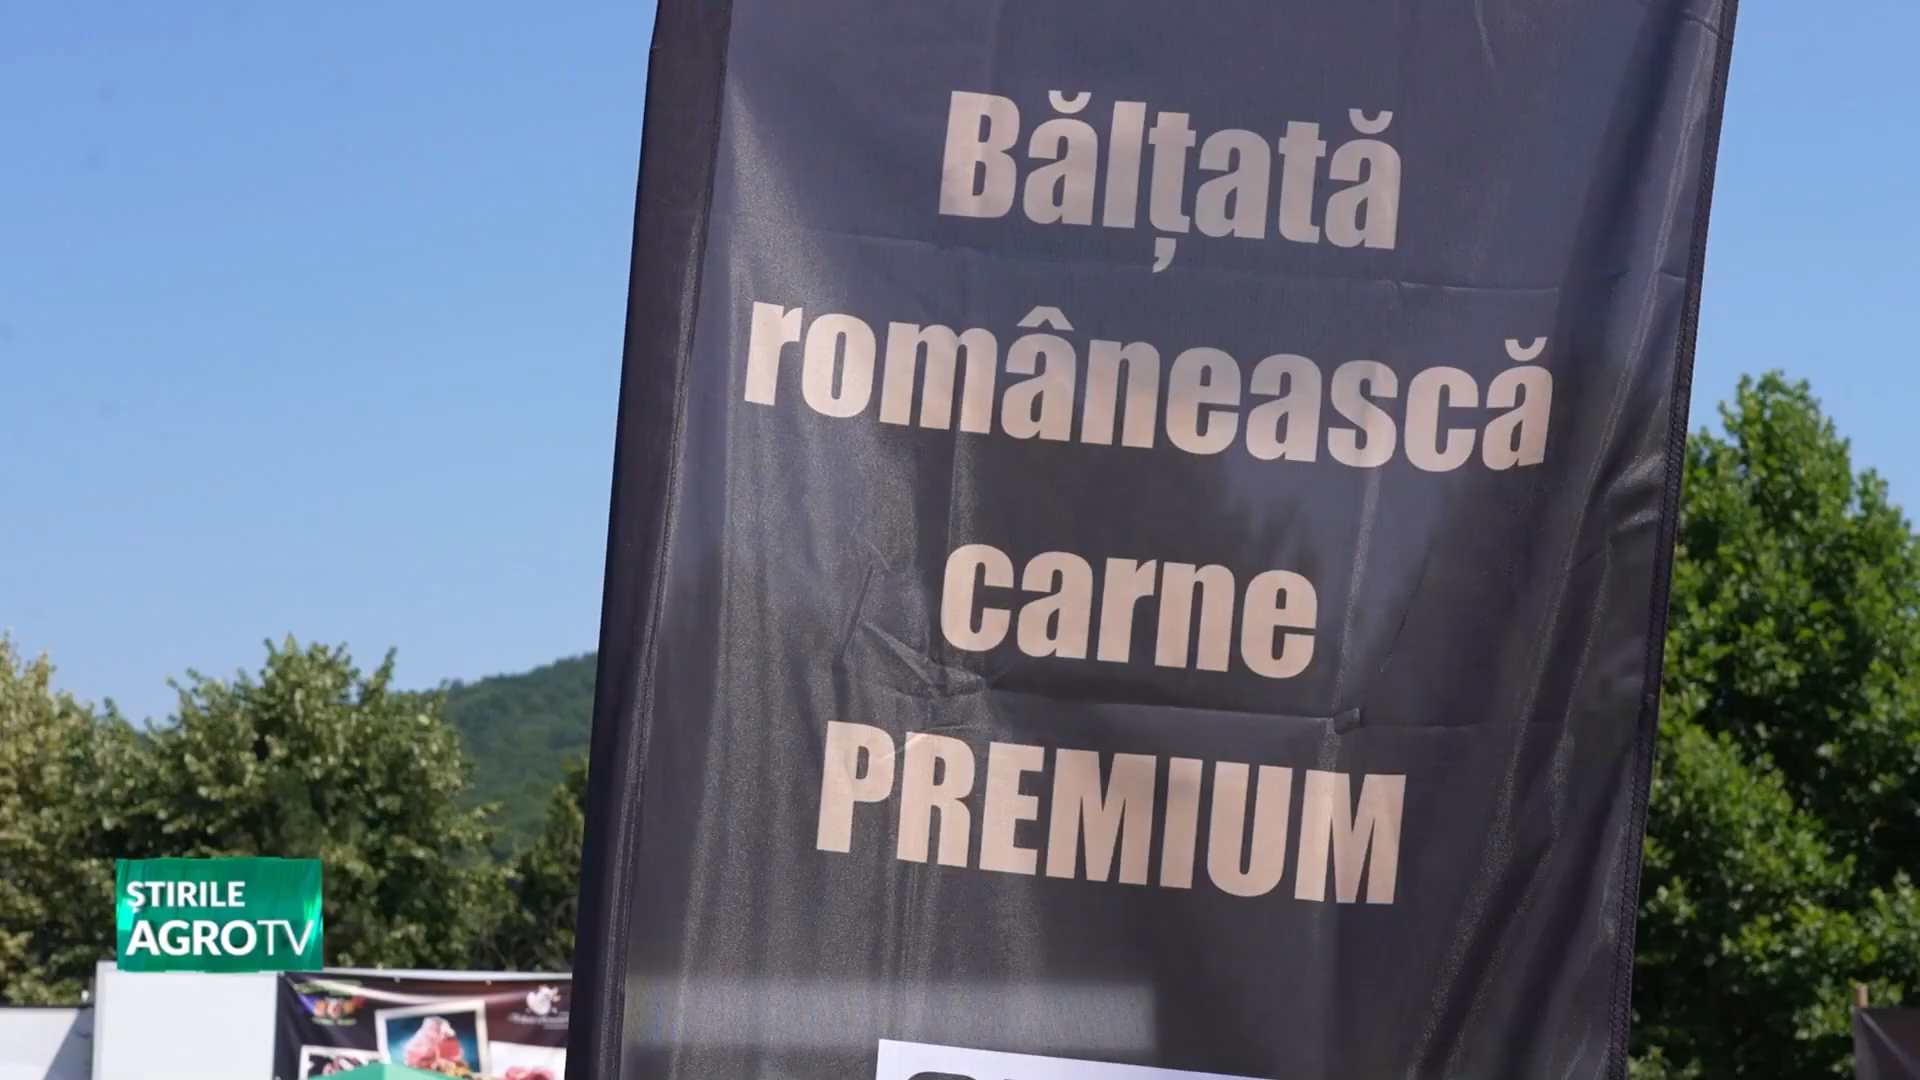 Bălțată
românească
carne
PREMIUM
ȘTIRILE
AGROTV